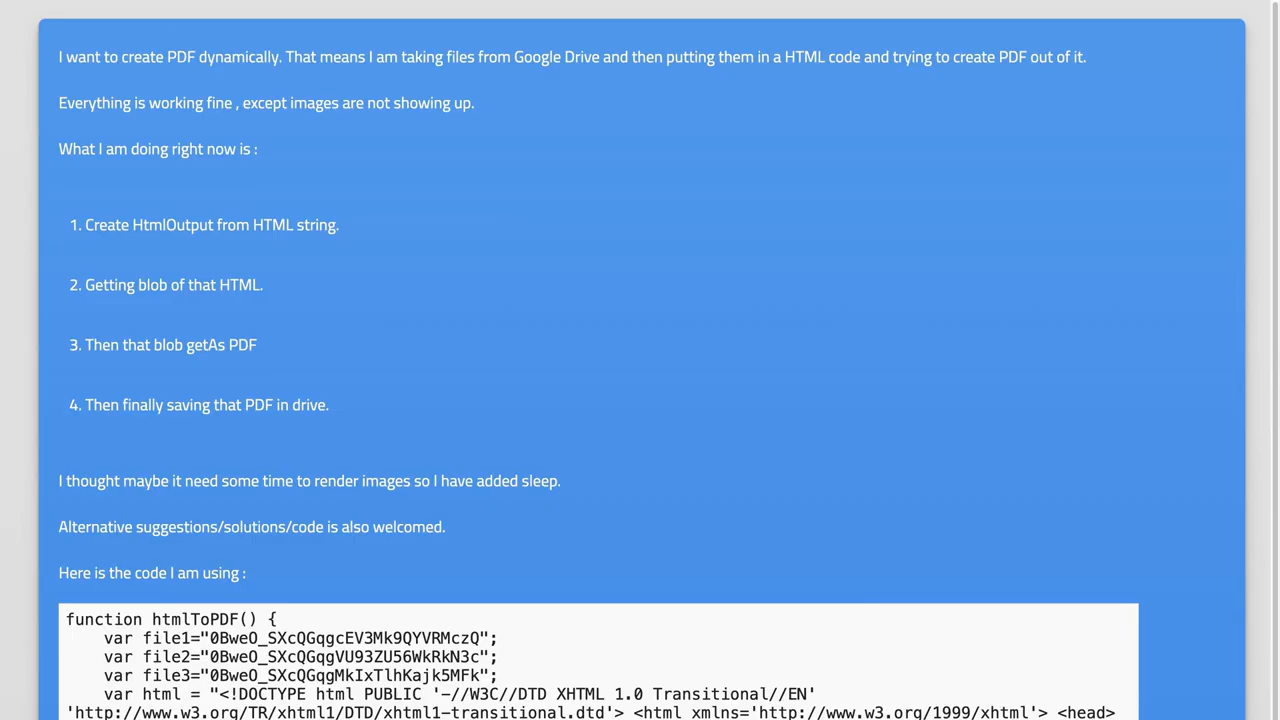 I want to create PDF dynamically. That means I am taking files from Google Drive and then putting them in a HTML code and trying to create PDF out of it.
Everything is working fine , except images are not showing up.
What I am doing right now is :
1. Create HtmlOutput from HTML string.
2. Getting blob of that HTML.
3. Then that blob getAs PDF
4. Then finally saving that PDF in drive.
I thought maybe it need some time to render images so I have added sleep.
Alternative suggestions/solutions/code is also welcomed.
Here is the code I am using :
function htmlToPDF() {
    var file1="0BweO_SXcQGqgcEV3Mk9QYVRMczQ";
    var file2="0BweO_SXcQGqgVU93ZU56WkRkN3c";
    var file3="0BweO_SXcQGqgMkIxTlhKajk5MFk";
    var html = "<!DOCTYPE html PUBLIC '-//W3C//DTD XHTML 1.0 Transitional//EN'
'http://www.w3.org/TR/xhtml1/DTD/xhtml1-transitional.dtd'> <html xmlns='http://www.w3.org/1999/xhtml'> <head>